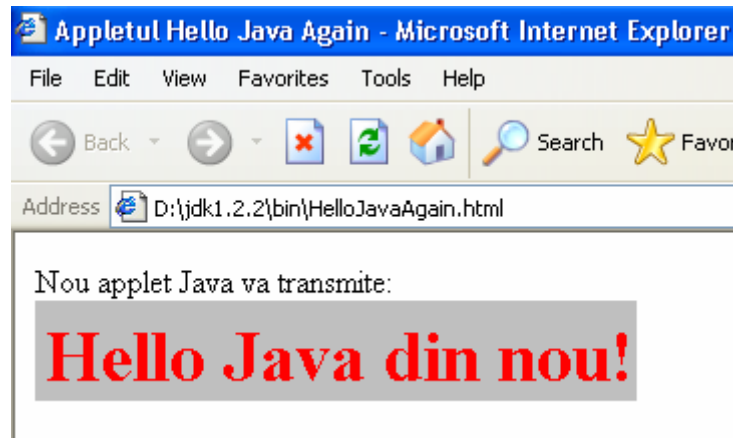 Appletul Hello Java Again - Microsoft Internet Explorer
File Edit View Favorites Tools Help
Back Search Favor
Address D:\jdk1.2.2\bin\HelloJavaAgain.html
Nou applet Java va transmite:
Hello Java din nou!